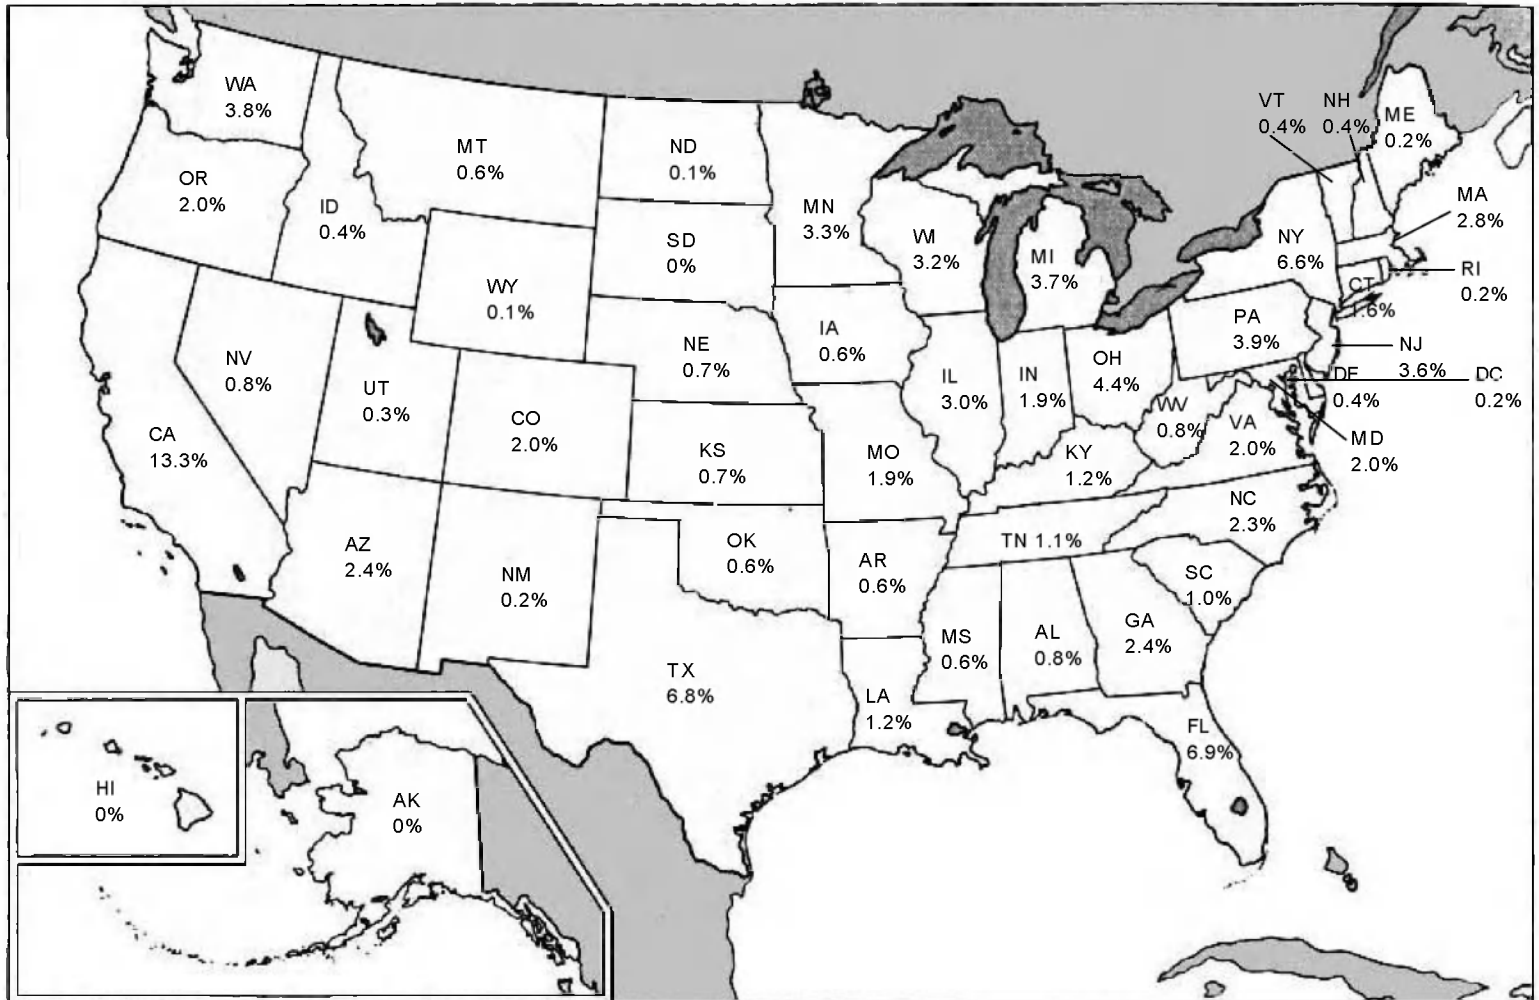 WA
3.8%
OR
2.0%
ID
0.4%
MT
0.6%
ND
0.1%
SD
0%
MN
3.3%
WI
3.2%
MI
3.7%
VT
0.4%
NH
0.4%
ME
0.2%
MA
2.8%
NY
6.6%
RI
0.2%
CT
1.6%
WY
0.1%
NE
0.7%
IA
0.6%
PA
3.9%
NJ
3.6%
NV
0.8%
UT
0.3%
CO
2.0%
IL
3.0%
IN
1.9%
OH
4.4%
DE
0.4%
DC
0.2%
CA
13.3%
KS
0.7%
MO
1.9%
KY
1.2%
WV
0.8%
VA
2.0%
MD
2.0%
AZ
2.4%
NM
0.2%
OK
0.6%
AR
0.6%
TN 1.1%
NC
2.3%
SC
1.0%
MS
0.6%
AL
0.8%
GA
2.4%
TX
6.8%
LA
1.2%
FL
6.9%
HI
0%
AK
0%